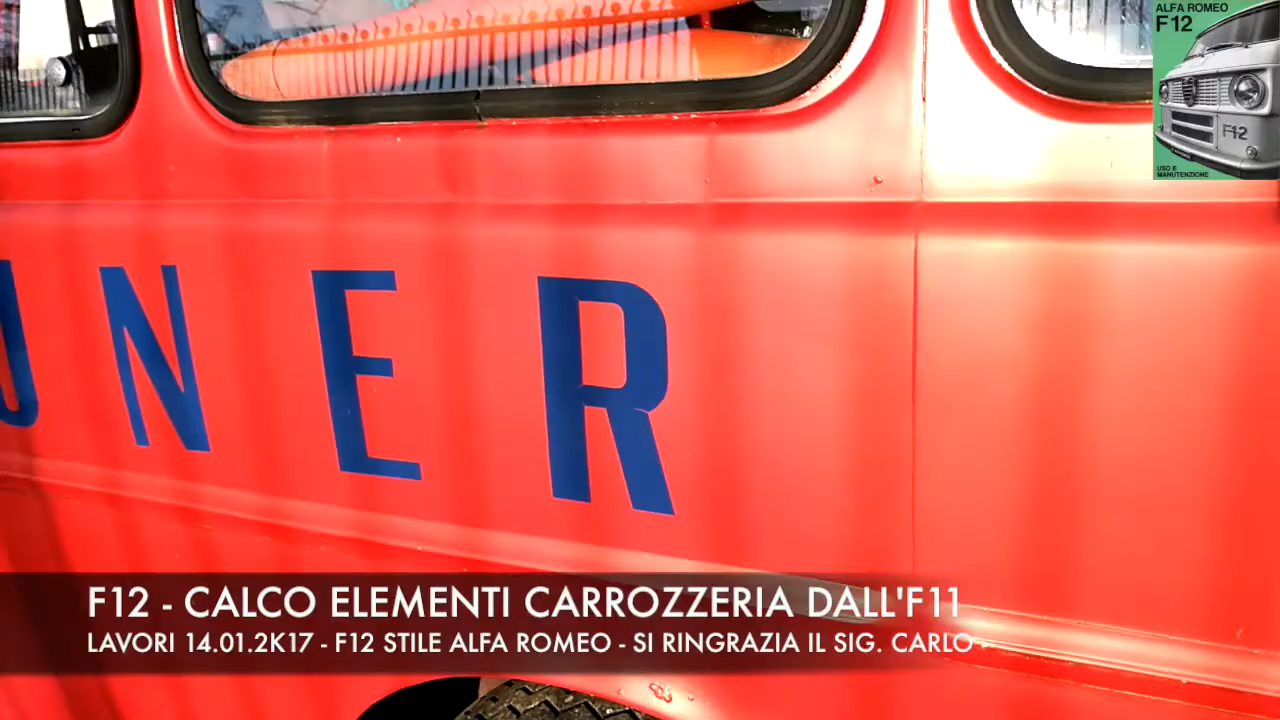 ALFA ROMEO
F12
F12
USO E
MANUTENZIONE
UNER
F12 - CALCO ELEMENTI CARROZZERIA DALL'F11
LAVORI 14.01.2K17 - F12 STILE ALFA ROMEO - SI RINGRAZIA IL SIG. CARLO -